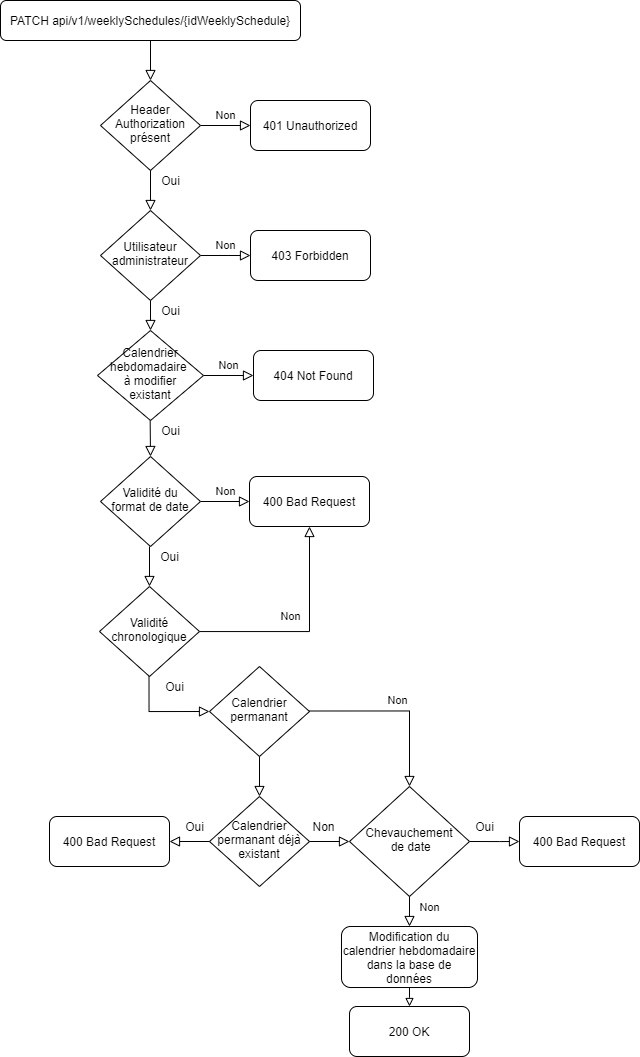 PATCH api/v1/weeklySchedules/{idWeeklySchedule}
Header
Authorization
présent
Non
401 Unauthorized
Oui
Utilisateur
administrateur
Non
403 Forbidden
Oui
Calendrier
hebdomadaire
à modifier
existant
Non
404 Not Found
Oui
Validité du
format de date
Non
400 Bad Request
Oui
Validité
chronologique
Non
Oui
Calendrier
permanant
Non
400 Bad Request
Oui
Calendrier
permanant déjà
existant
Non
Chevauchement
de date
Oui
400 Bad Request
Non
Modification du
calendrier hebdomadaire
dans la base de
données
200 OK